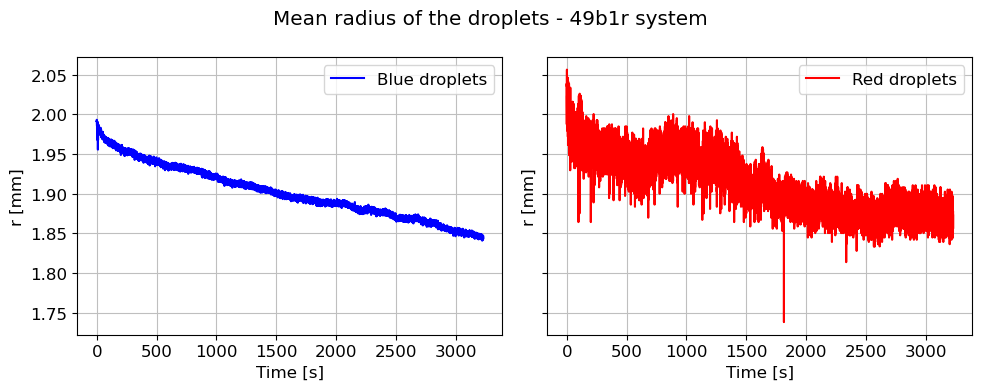 Mean radius of the droplets - 49b1r system
Blue droplets
Red droplets
r [mm]
2.05
2.00
1.95
1.90
1.85
1.80
1.75
0 500 1000 1500 2000 2500 3000
Time [s]
r [mm]
0 500 1000 1500 2000 2500 3000
Time [s]